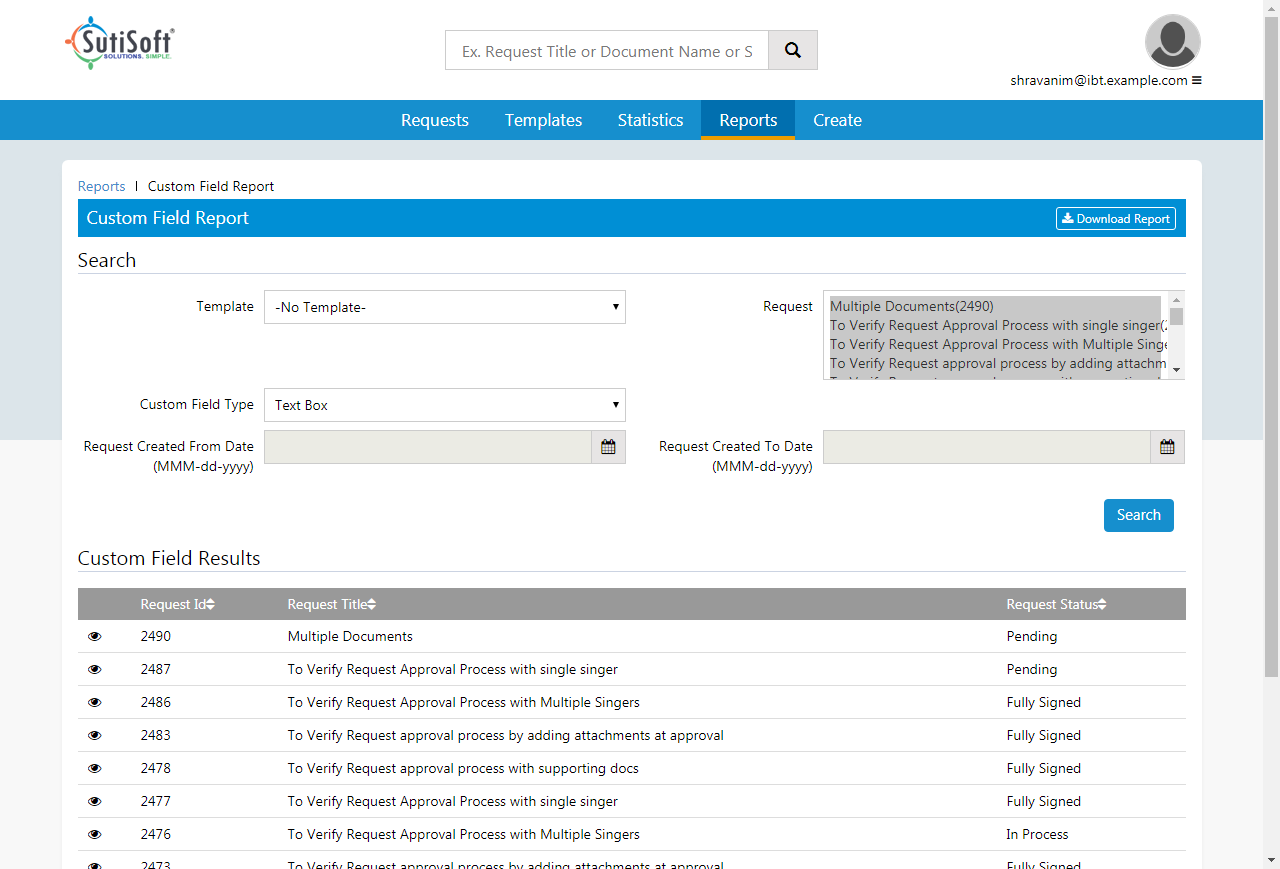 SutiSoft®
SOLUTIONS. SIMPLE.
Ex. Request Title or Document Name or S
shravanim@ibt.example.com
Requests Templates Statistics Reports Create
Reports I Custom Field Report
Custom Field Report Download Report
Search
Template -No Template- Request
Multiple Documents(2490)
To Verify Request Approval Process with single singer(
To Verify Request Approval Process with Multiple Singe
To Verify Request approval process by adding attachm
Custom Field Type Text Box
Request Created From Date Request Created To Date
(MMM-dd-yyyy) (MMM-dd-yyyy)
Search
Custom Field Results
Request Id Request Title Request Status
2490 Multiple Documents Pending
2487 To Verify Request Approval Process with single singer Pending
2486 To Verify Request Approval Process with Multiple Singers Fully Signed
2483 To Verify Request approval process by adding attachments at approval Fully Signed
2478 To Verify Request approval process with supporting docs Fully Signed
2477 To Verify Request Approval Process with single singer Fully Signed
2476 To Verify Request Approval Process with Multiple Singers In Process
2473 To Verify Request approval process by adding attachments at approval Fully Signed